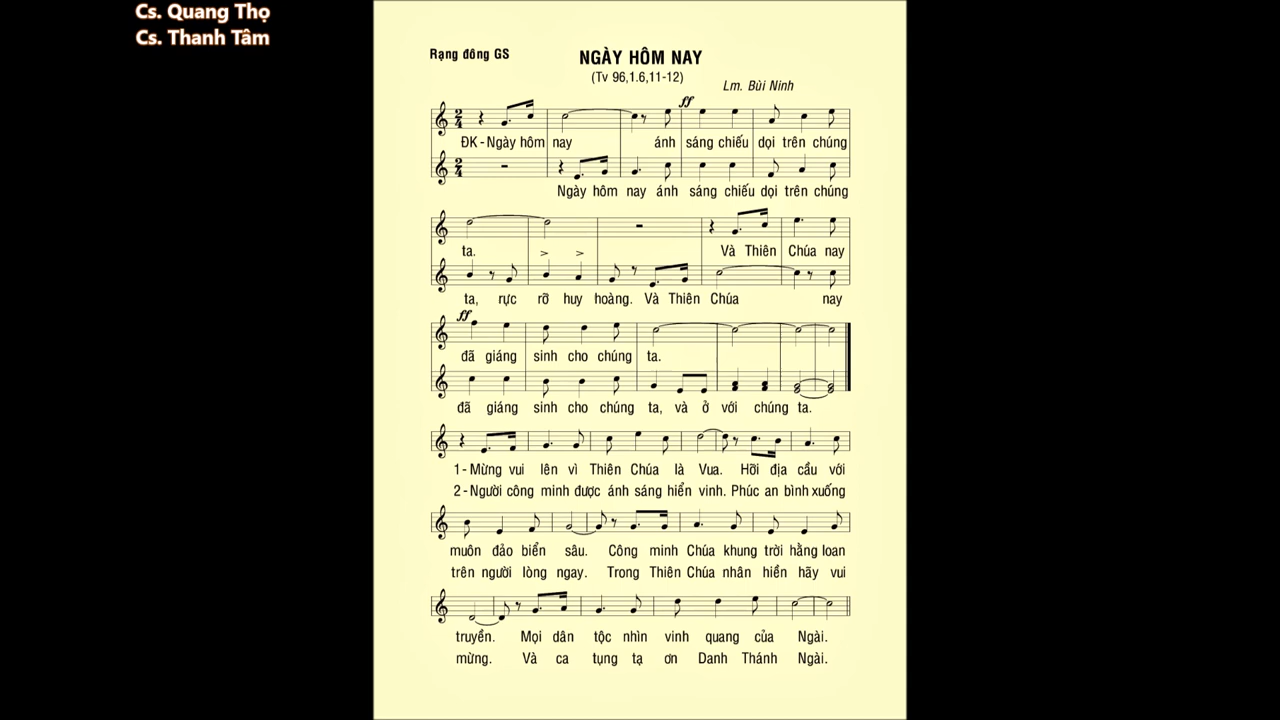 Cs. Quang Thọ
Cs. Thanh Tâm
Rạng đông GS
NGÀY HÔM NAY
(Tv 96,1.6,11-12)
Lm. Bùi Ninh
ff
ĐK - Ngày hôm nay ánh sáng chiếu dọi trên chúng
Ngày hôm nay ánh sáng chiếu dọi trên chúng
ta. Và Thiên Chúa nay
ta, rực rỡ huy hoàng. Và Thiên Chúa nay
ff
đã giáng sinh cho chúng ta.
đã giáng sinh cho chúng ta, và ở với chúng ta.
1 - Mừng vui lên vì Thiên Chúa là Vua. Hỡi địa cầu với
2 - Người công minh được ánh sáng hiển vinh. Phúc an bình xuống
muôn đảo biển sâu. Công minh Chúa khung trời hằng loan
trên người lòng ngay. Trong Thiên Chúa nhân hiền hãy vui
truyền. Mọi dân tộc nhìn vinh quang của Ngài.
mừng. Và ca tụng tạ ơn Danh Thánh Ngài.